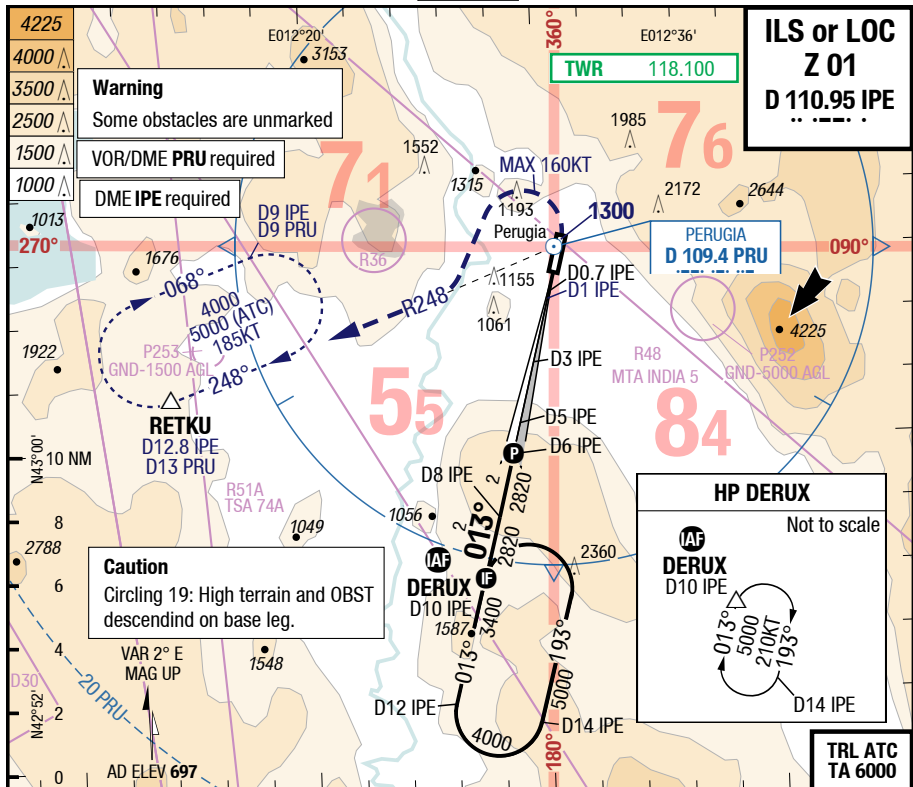 4225
4000
3500
2500
1500
1000
E012°20'
3153
360°
E012°36'
ILS or LOC
Z 01
D 110.95 IPE
TWR 118.100
Warning
Some obstacles are unmarked
VOR/DME PRU required
DME IPE required
71
76
1552
1985
1315
MAX 160KT
1193
2172
2644
1013
D9 IPE
D9 PRU
Perugia
1300
PERUGIA
D 109.4 PRU
270°
090°
R36
1676
068°
4000
5000 (ATC)
185KT
248°
R248
1155
1061
D0.7 IPE
D1 IPE
4225
1922
P253
GND-1500 AGL
D3 IPE
R48
MTA INDIA 5
P252
GND-5000 AGL
RETKU
D12.8 IPE
D13 PRU
55
84
D5 IPE
P
D6 IPE
N43°00'
10 NM
D8 IPE
2
2820
R51A
TSA 74A
1056
013°
2
2820
1049
8
2788
6
IAF
DERUX
D10 IPE
IF
2360
HP DERUX
Not to scale
IAF
DERUX
D10 IPE
013°
5000
210KT
193°
D14 IPE
Caution
Circling 19: High terrain and OBST
descendind on base leg.
1587
3400
013°
193°
4
1548
VAR 2° E
MAG UP
D30
20 PRU
N42°52'
2
D12 IPE
5000
D14 IPE
4000
180°
0
AD ELEV 697
TRL ATC
TA 6000